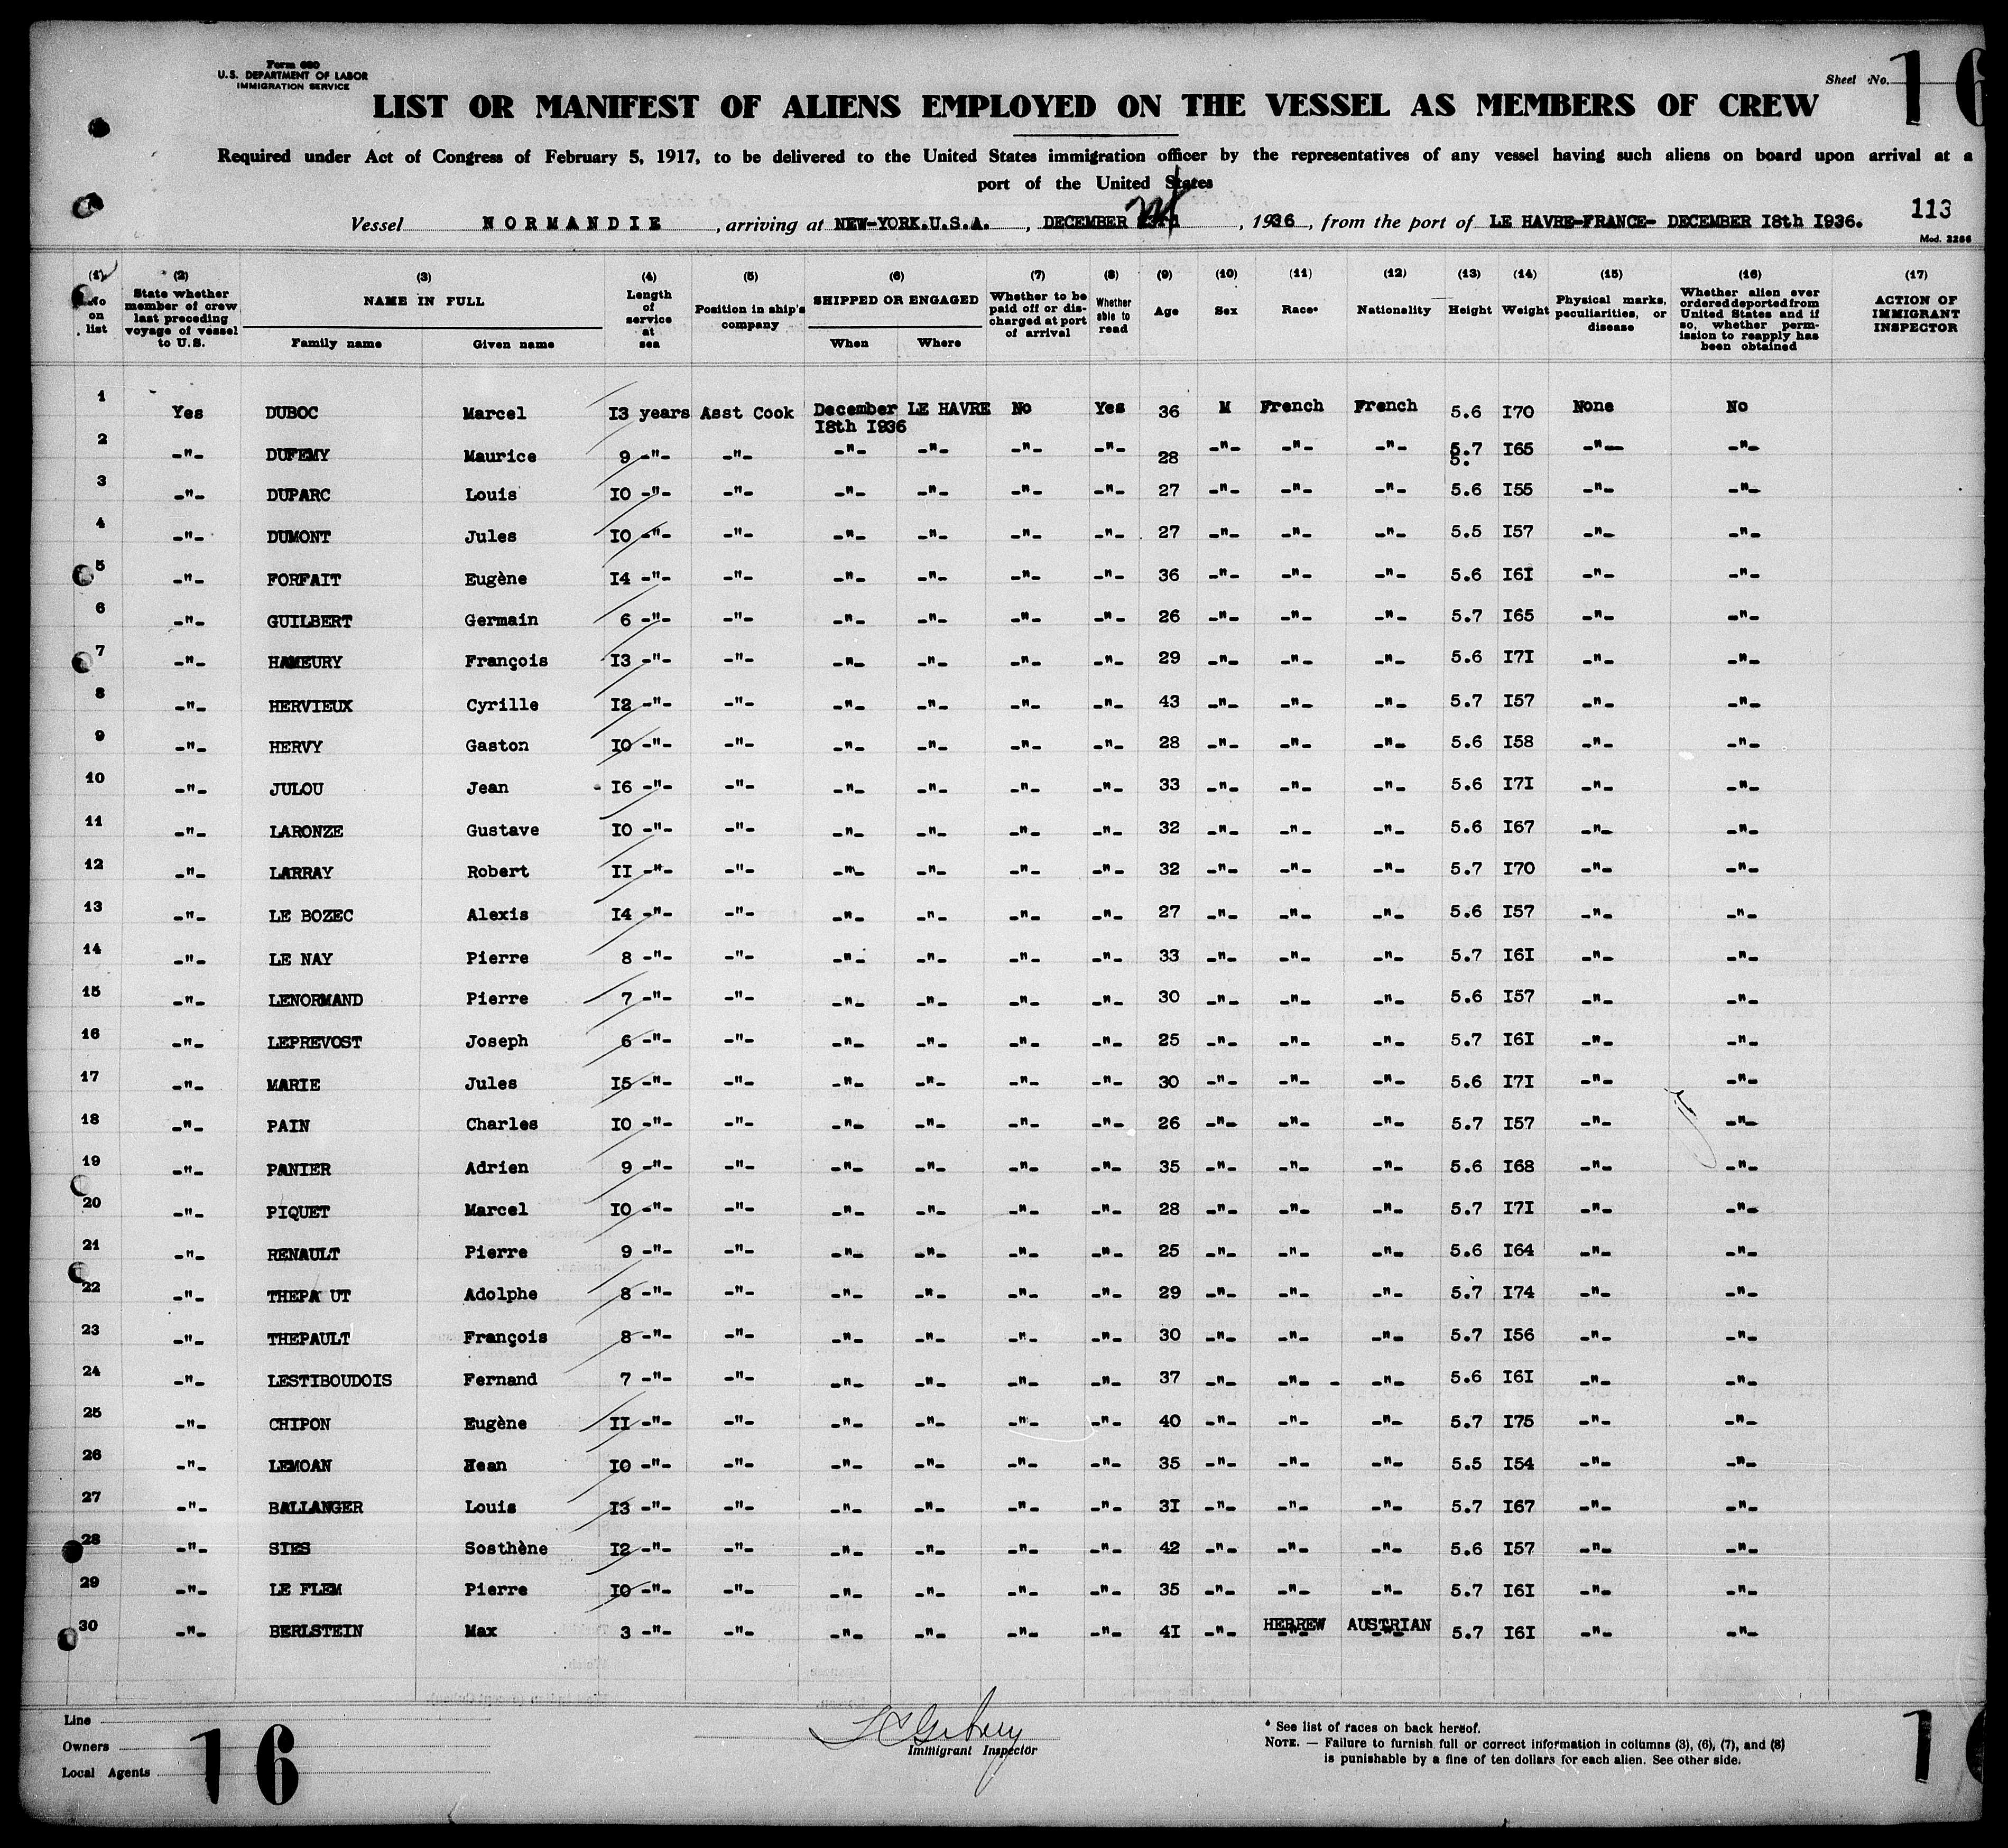 Form 680
U.S. DEPARTMENT OF LABOR
IMMIGRATION SERVICE
Sheet No. 16
LIST OR MANIFEST OF ALIENS EMPLOYED ON THE VESSEL AS MEMBERS OF CREW
Required under Act of Congress of February 5, 1917, to be delivered to the United States immigration officer by the representatives of any vessel having such aliens on board upon arrival at a
port of the United States
113
Vessel NORMANDIE, arriving at NEW-YORK.U.S.A., DECEMBER, 1936, from the port of LE HAVRE-FRANCE- DECEMBER I8th I936.
Mod. 3286
(1) (2) (3) (4) (5) (6) (7) (8) (9) (10) (11) (12) (13) (14) (15) (16) (17)
No on list | State whether member of crew last preceding voyage of vessel to U.S. | NAME IN FULL Family name Given name | Length of service at sea | Position in ship's company | SHIPPED OR ENGAGED When Where | Whether to be paid off or discharged at port of arrival | Whether able to read | Age | Sex | Race* | Nationality | Height | Weight | Physical marks, peculiarities, or disease | Whether alien ever ordered deported from United States and if so, whether permission to reapply has been obtained | ACTION OF IMMIGRANT INSPECTOR
1 Yes DUBOC Marcel I3 years Asst Cook December I8th I936 LE HAVRE No Yes 36 M French French 5.6 I70 None No
2 -"- DUFEMY Maurice 9 -"- -"- -"- -"- -"- -"- 28 -"- -"- -"- 5.7 I65 -"- -"-
3 -"- DUPARC Louis I0 -"- -"- -"- -"- -"- -"- 27 -"- -"- -"- 5.6 I55 -"- -"-
4 -"- DUMONT Jules I0 -"- -"- -"- -"- -"- -"- 27 -"- -"- -"- 5.5 I57 -"- -"-
5 -"- FORFAIT Eugène I4 -"- -"- -"- -"- -"- -"- 36 -"- -"- -"- 5.6 I6I -"- -"-
6 -"- GUILBERT Germain 6 -"- -"- -"- -"- -"- -"- 26 -"- -"- -"- 5.7 I65 -"- -"-
7 -"- HAMEURY François I3 -"- -"- -"- -"- -"- -"- 29 -"- -"- -"- 5.6 I7I -"- -"-
8 -"- HERVIEUX Cyrille I2 -"- -"- -"- -"- -"- -"- 43 -"- -"- -"- 5.7 I57 -"- -"-
9 -"- HERVY Gaston I0 -"- -"- -"- -"- -"- -"- 28 -"- -"- -"- 5.6 I58 -"- -"-
10 -"- JULOU Jean I6 -"- -"- -"- -"- -"- -"- 33 -"- -"- -"- 5.6 I7I -"- -"-
11 -"- LARONZE Gustave I0 -"- -"- -"- -"- -"- -"- 32 -"- -"- -"- 5.6 I67 -"- -"-
12 -"- LARRAY Robert II -"- -"- -"- -"- -"- -"- 32 -"- -"- -"- 5.7 I70 -"- -"-
13 -"- LE BOZEC Alexis I4 -"- -"- -"- -"- -"- -"- 27 -"- -"- -"- 5.6 I57 -"- -"-
14 -"- LE NAY Pierre 8 -"- -"- -"- -"- -"- -"- 33 -"- -"- -"- 5.7 I6I -"- -"-
15 -"- LENORMAND Pierre 7 -"- -"- -"- -"- -"- -"- 30 -"- -"- -"- 5.6 I57 -"- -"-
16 -"- LEPREVOST Joseph 6 -"- -"- -"- -"- -"- -"- 25 -"- -"- -"- 5.7 I6I -"- -"-
17 -"- MARIE Jules I5 -"- -"- -"- -"- -"- -"- 30 -"- -"- -"- 5.6 I7I -"- -"-
18 -"- PAIN Charles I0 -"- -"- -"- -"- -"- -"- 26 -"- -"- -"- 5.7 I57 -"- -"-
19 -"- PANIER Adrien 9 -"- -"- -"- -"- -"- -"- 35 -"- -"- -"- 5.6 I68 -"- -"-
20 -"- PIQUET Marcel I0 -"- -"- -"- -"- -"- -"- 28 -"- -"- -"- 5.7 I7I -"- -"-
21 -"- RENAULT Pierre 9 -"- -"- -"- -"- -"- -"- 25 -"- -"- -"- 5.6 I64 -"- -"-
22 -"- THEPA UT Adolphe 8 -"- -"- -"- -"- -"- -"- 29 -"- -"- -"- 5.7 I74 -"- -"-
23 -"- THEPAULT François 8 -"- -"- -"- -"- -"- -"- 30 -"- -"- -"- 5.7 I56 -"- -"-
24 -"- LESTIBOUDOIS Fernand 7 -"- -"- -"- -"- -"- -"- 37 -"- -"- -"- 5.6 I6I -"- -"-
25 -"- CHIPON Eugène II -"- -"- -"- -"- -"- -"- 40 -"- -"- -"- 5.7 I75 -"- -"-
26 -"- LEMOAN Jean I0 -"- -"- -"- -"- -"- -"- 35 -"- -"- -"- 5.5 I54 -"- -"-
27 -"- BALLANGER Louis I3 -"- -"- -"- -"- -"- -"- 3I -"- -"- -"- 5.7 I67 -"- -"-
28 -"- SIES Sosthène I2 -"- -"- -"- -"- -"- -"- 42 -"- -"- -"- 5.6 I57 -"- -"-
29 -"- LE FLEM Pierre I0 -"- -"- -"- -"- -"- -"- 35 -"- -"- -"- 5.7 I6I -"- -"-
30 -"- BERLSTEIN Max 3 -"- -"- -"- -"- -"- -"- 4I -"- HEBREW AUSTRIAN 5.7 I6I -"- -"-
Line
Owners
Local Agents
16
Immigrant Inspector
* See list of races on back hereof.
NOTE. — Failure to furnish full or correct information in columns (3), (6), (7), and (8)
is punishable by a fine of ten dollars for each alien. See other side.
16